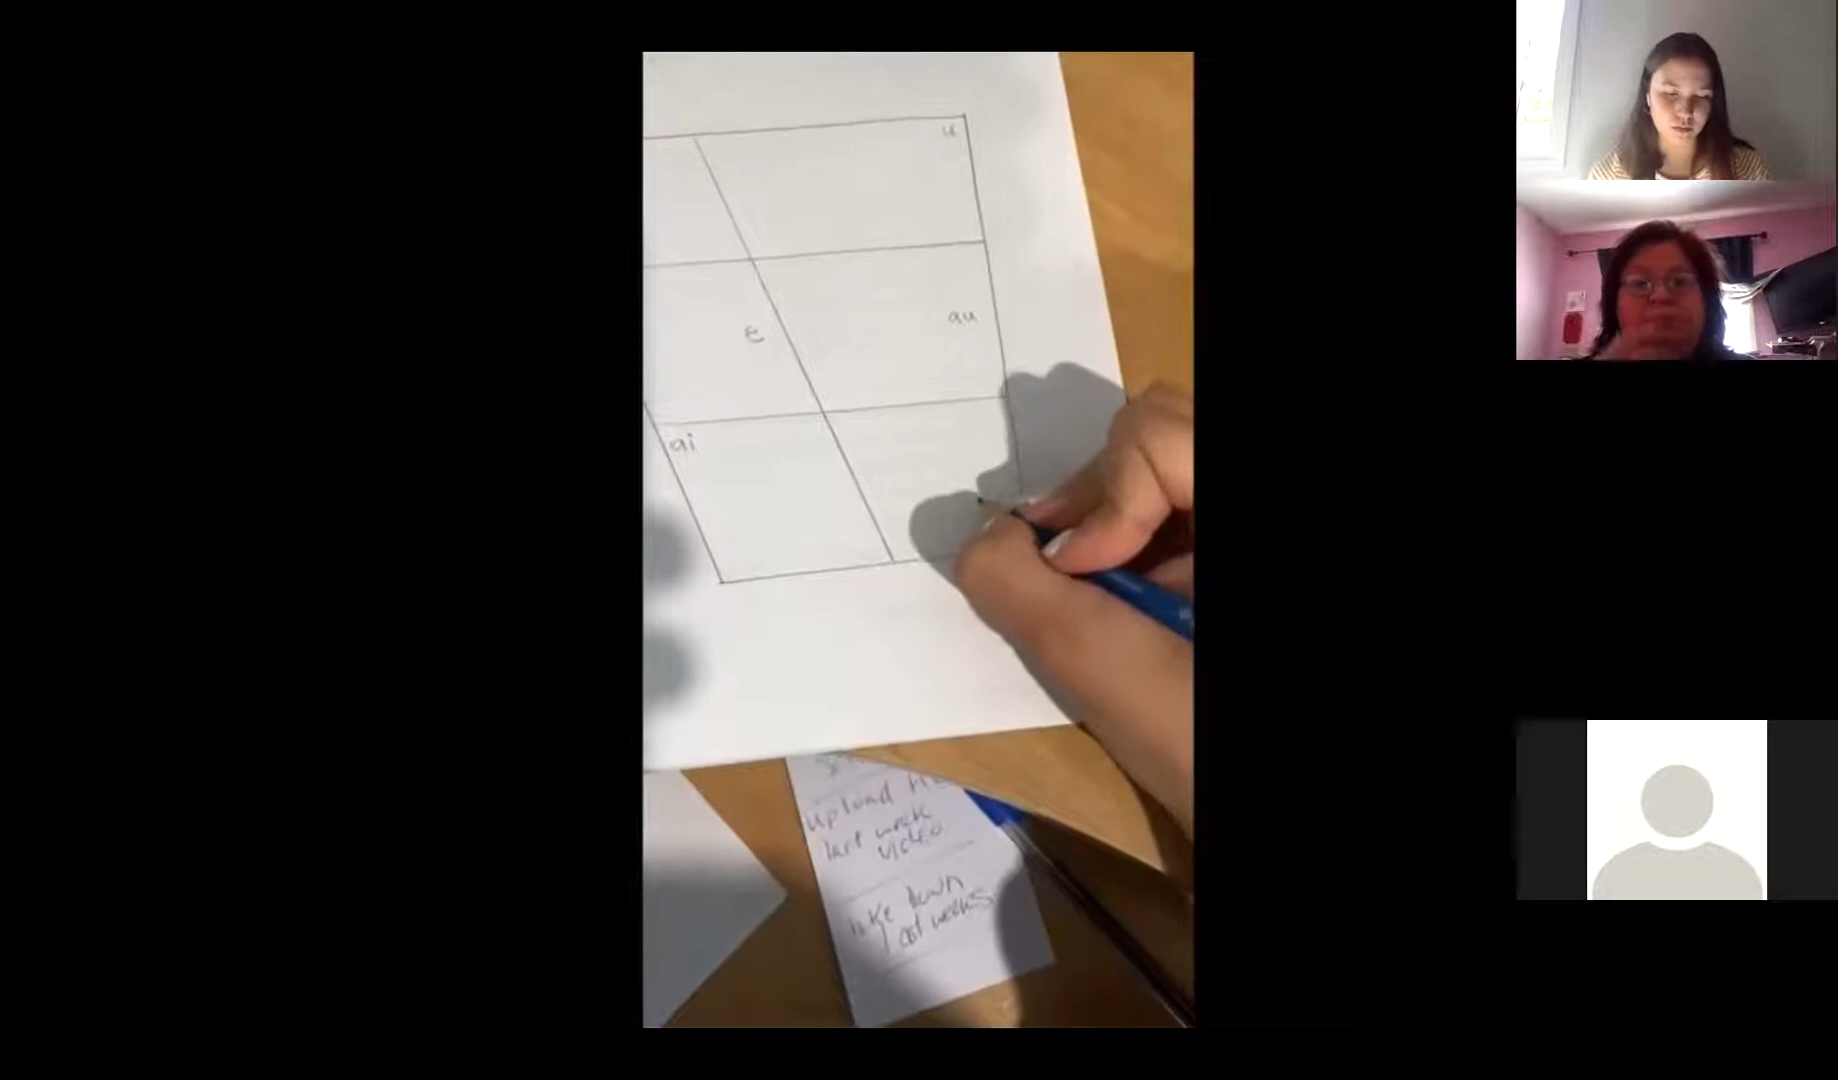 u
e au
ai
upload
last week
video
take down
last weeks